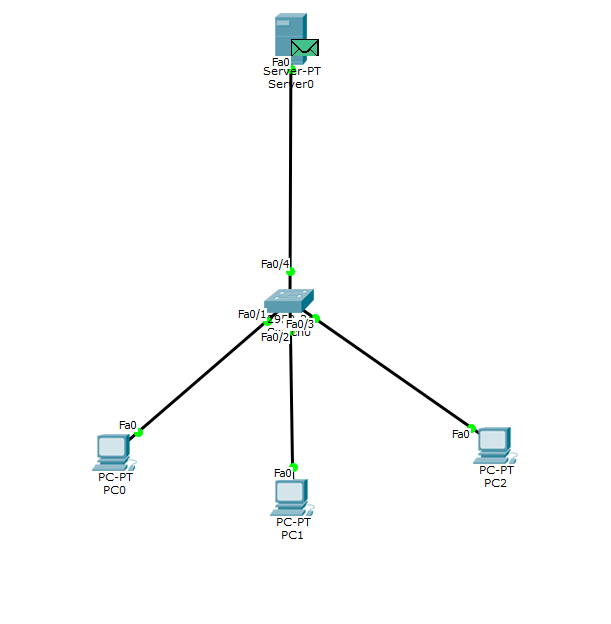 Fa0
Server-PT
Server0
Fa0/4
Fa0/1
Fa0/3
Fa0/2
Fa0
PC-PT
PC0
Fa0
PC-PT
PC1
Fa0
PC-PT
PC2